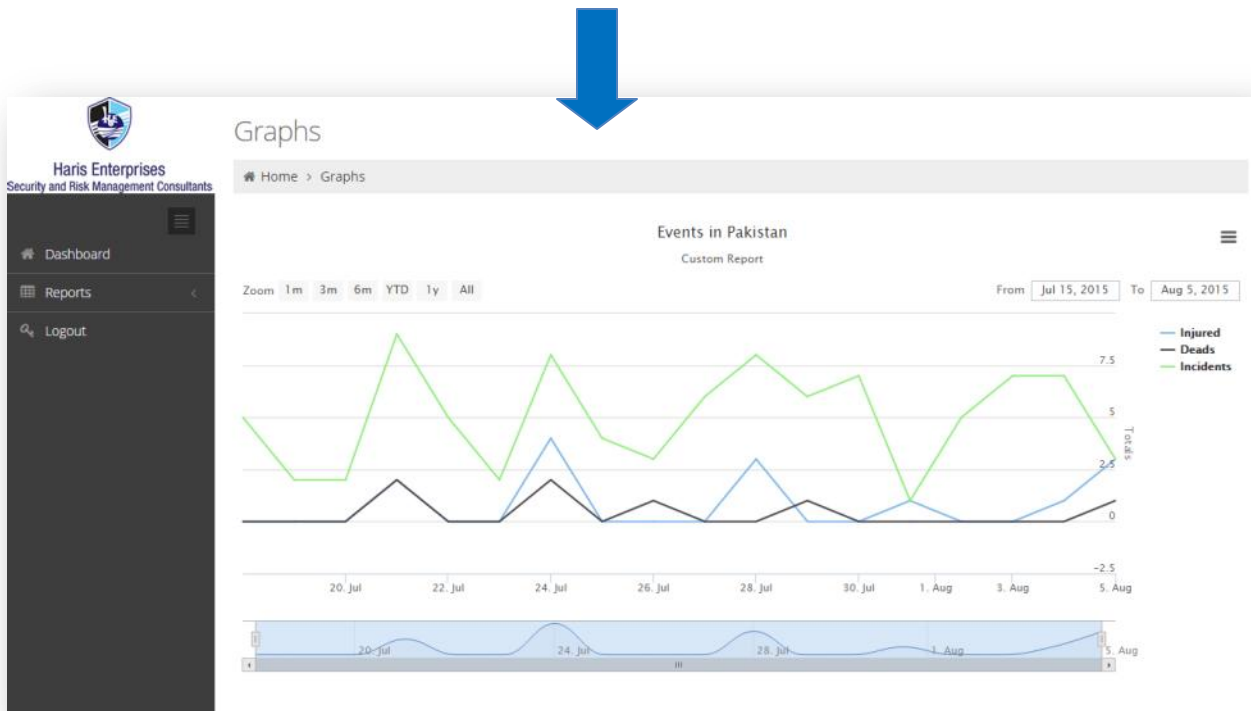 Haris Enterprises
Security and Risk Management Consultants
Dashboard
Reports
Logout
Graphs
Home > Graphs
Events in Pakistan
Custom Report
Zoom 1m 3m 6m YTD 1y All
From Jul 15, 2015 To Aug 5, 2015
Injured
Deads
Incidents
7.5
5
2.5
0
-2.5
Totals
20. Jul 22. Jul 24. Jul 26. Jul 28. Jul 30. Jul 1. Aug 3. Aug 5. Aug
20. Jul 24. Jul 28. Jul 1. Aug 5. Aug